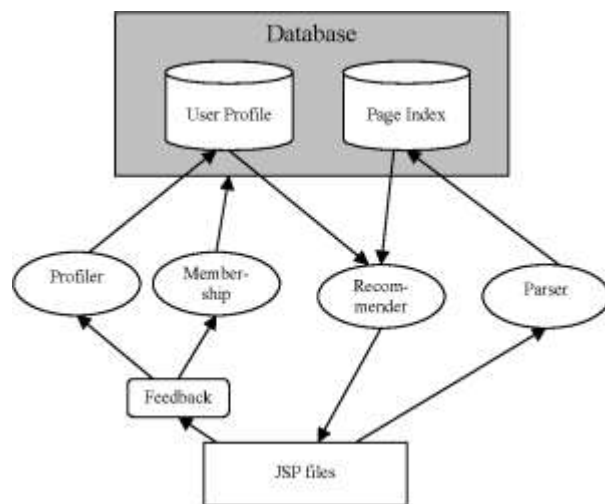 Database
User Profile
Page Index
Profiler
Member-
ship
Recom-
mender
Parser
Feedback
JSP files